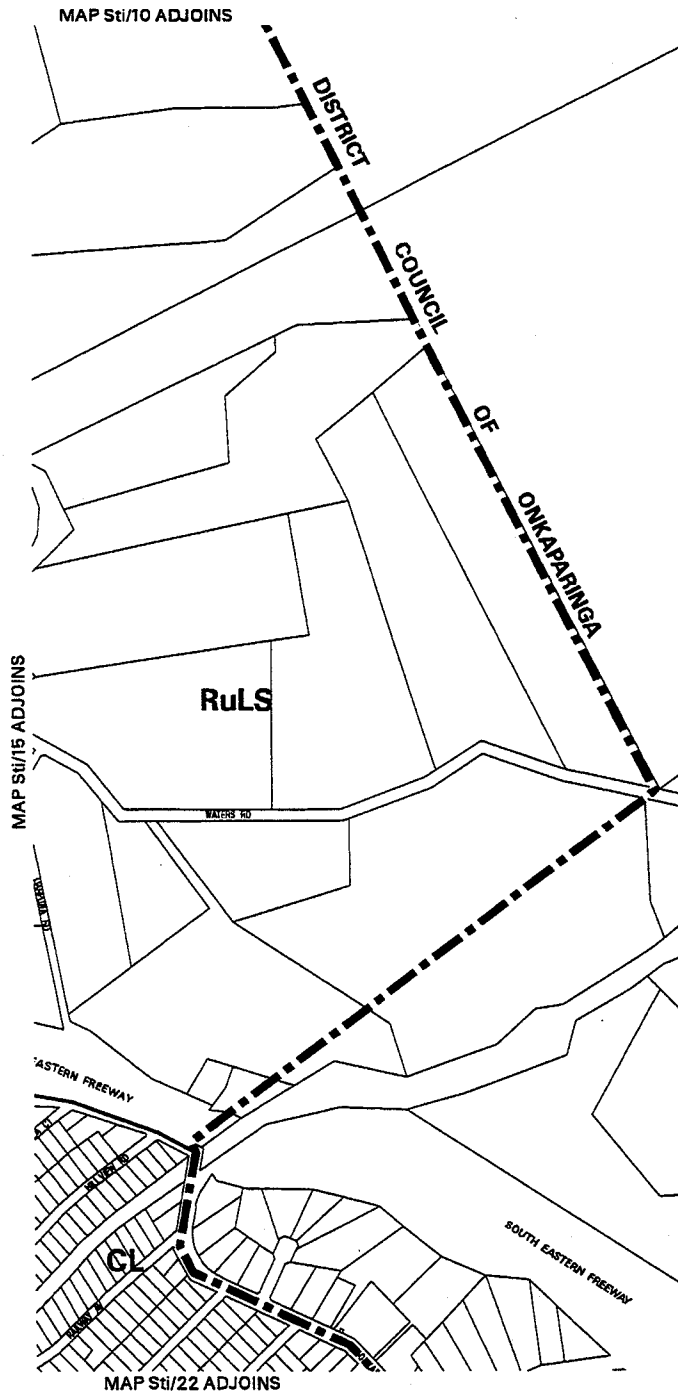 MAP Sti/10 ADJOINS
DISTRICT
COUNCIL
OF
ONKAPARINGA
MAP Sti/15 ADJOINS
RuLS
WATERS RD
EASTERN FREEWAY
SOUTH EASTERN FREEWAY
CL
MAP Sti/22 ADJOINS